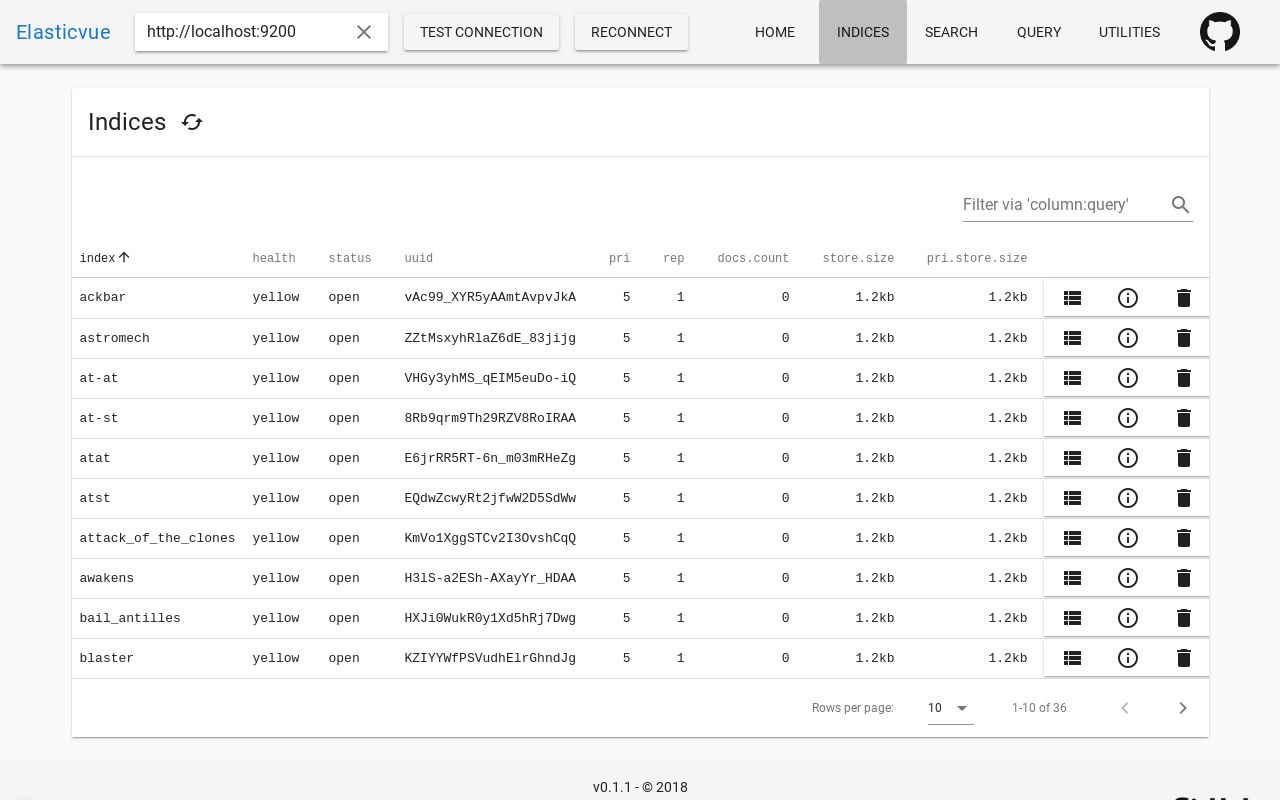 Elasticvue http://localhost:9200 TEST CONNECTION RECONNECT HOME INDICES SEARCH QUERY UTILITIES
Indices
Filter via 'column:query'
index health status uuid pri rep docs.count store.size pri.store.size
ackbar yellow open vAc99_XYR5yAAmtAvpvJkA 5 1 0 1.2kb 1.2kb
astromech yellow open ZZtMsxyhRlaZ6dE_83jijg 5 1 0 1.2kb 1.2kb
at-at yellow open VHGy3yhMS_qEIM5euDo-iQ 5 1 0 1.2kb 1.2kb
at-st yellow open 8Rb9qrm9Th29RZV8RoIRAA 5 1 0 1.2kb 1.2kb
atat yellow open E6jrRR5RT-6n_m03mRHeZg 5 1 0 1.2kb 1.2kb
atst yellow open EQdwZcwyRt2jfwW2D5SdWw 5 1 0 1.2kb 1.2kb
attack_of_the_clones yellow open KmVo1XggSTCv2I3OvshCqQ 5 1 0 1.2kb 1.2kb
awakens yellow open H3lS-a2ESh-AXayYr_HDAA 5 1 0 1.2kb 1.2kb
bail_antilles yellow open HXJi0WukR0y1Xd5hRj7Dwg 5 1 0 1.2kb 1.2kb
blaster yellow open KZIYYWfPSVudhElrGhndJg 5 1 0 1.2kb 1.2kb
Rows per page: 10 1-10 of 36
v0.1.1 - © 2018